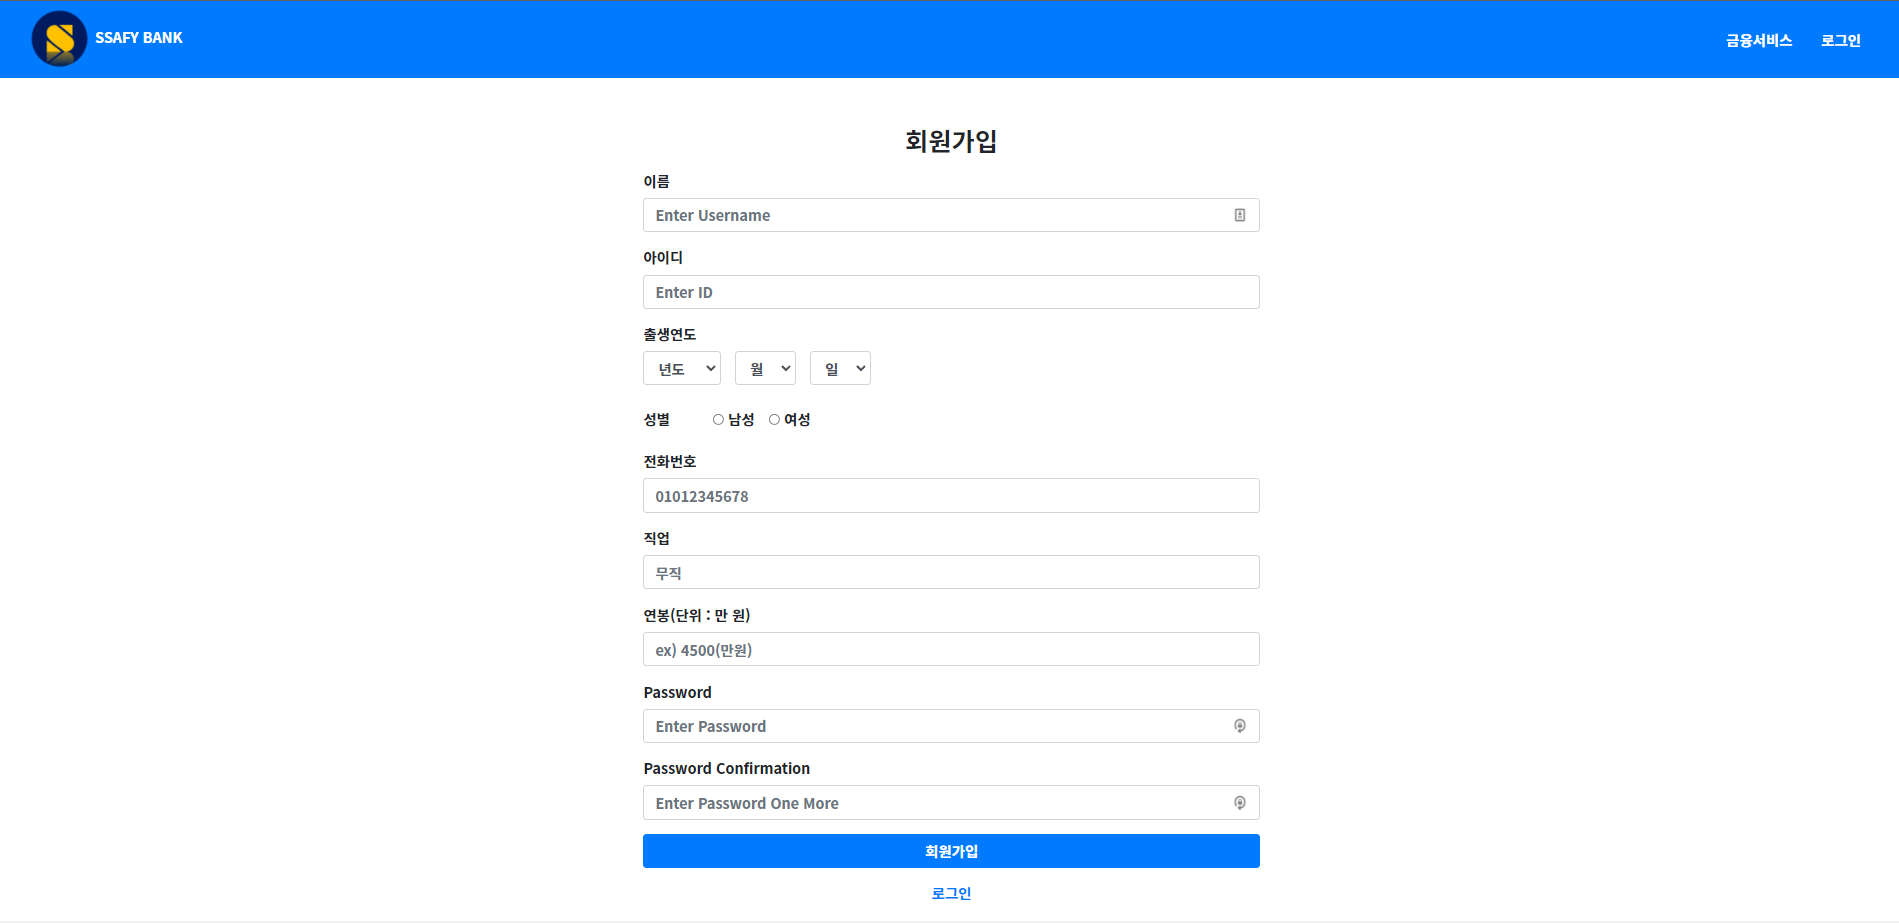 SSAFY BANK
금융서비스 로그인
회원가입
이름
Enter Username
아이디
Enter ID
출생연도
년도 월 일
성별 남성 여성
전화번호
01012345678
직업
무직
연봉(단위 : 만 원)
ex) 4500(만원)
Password
Enter Password
Password Confirmation
Enter Password One More
회원가입
로그인